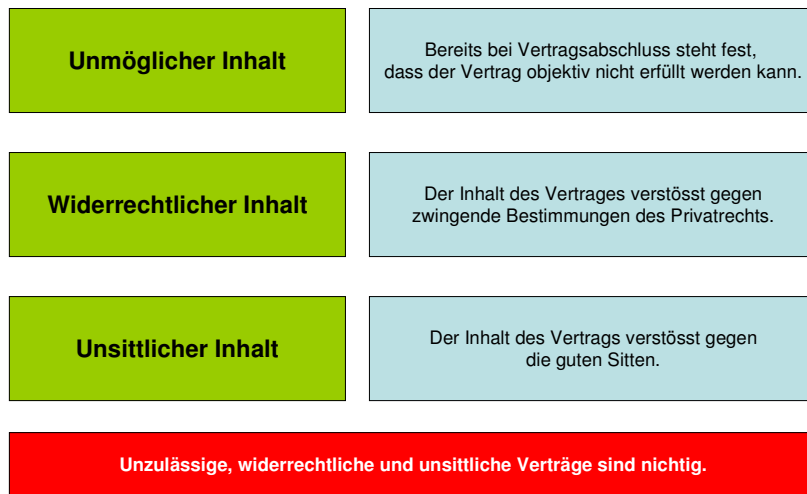 Unmöglicher Inhalt
Bereits bei Vertragsabschluss steht fest,
dass der Vertrag objektiv nicht erfüllt werden kann.
Widerrechtlicher Inhalt
Der Inhalt des Vertrages verstösst gegen
zwingende Bestimmungen des Privatrechts.
Unsittlicher Inhalt
Der Inhalt des Vertrags verstösst gegen
die guten Sitten.
Unzulässige, widerrechtliche und unsittliche Verträge sind nichtig.